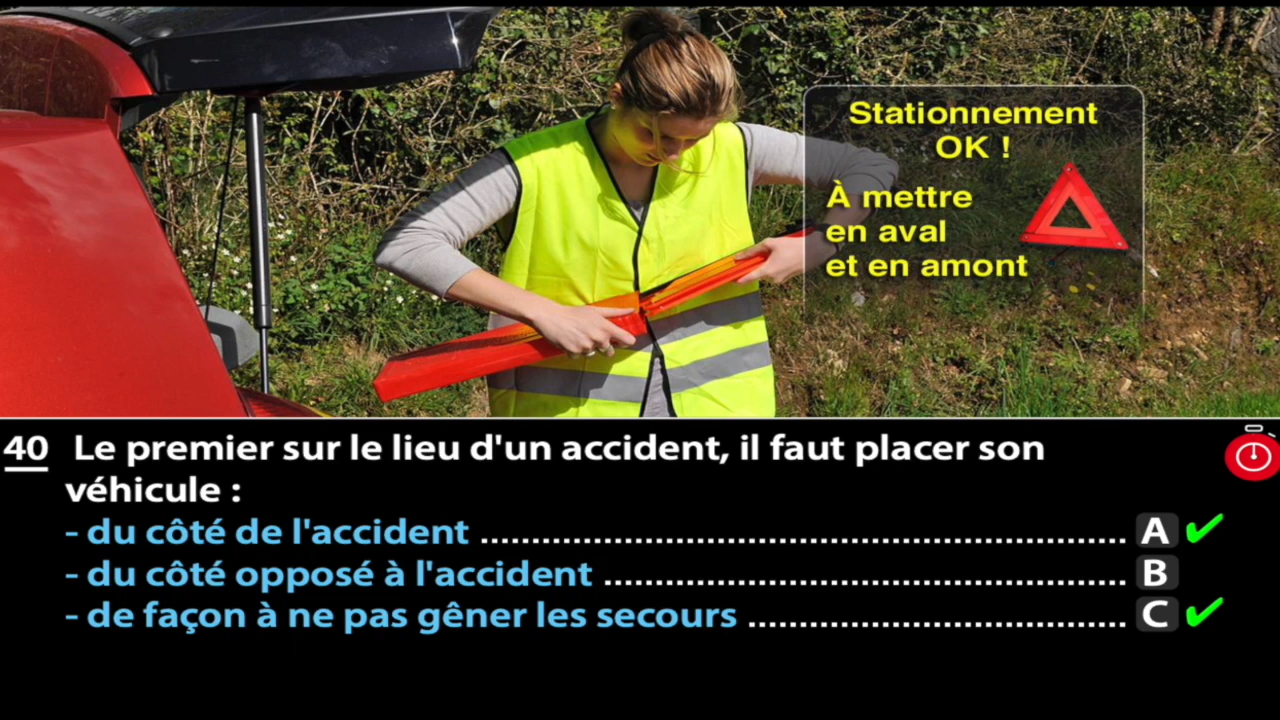 Stationnement
OK !
À mettre
en aval
et en amont
40 Le premier sur le lieu d'un accident, il faut placer son
véhicule :
- du côté de l'accident ................................................................ A ✔
- du côté opposé à l'accident .................................................... B
- de façon à ne pas gêner les secours ..................................... C ✔